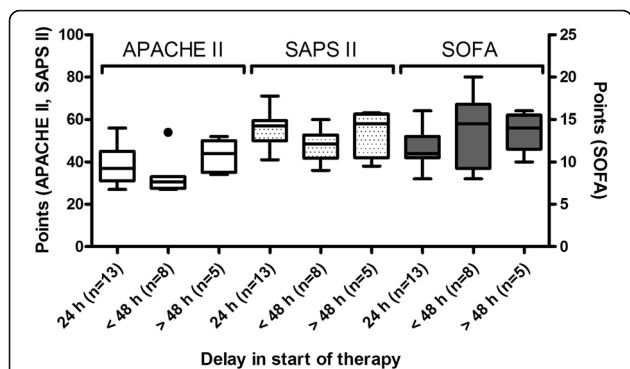 APACHE II SAPS II SOFA
Points (APACHE II, SAPS II)
100
80
60
40
20
0
25
20
15
10
5
0
Points (SOFA)
24 h (n=13)
< 48 h (n=8)
> 48 h (n=5)
24 h (n=13)
< 48 h (n=8)
> 48 h (n=5)
24 h (n=13)
< 48 h (n=8)
> 48 h (n=5)
Delay in start of therapy